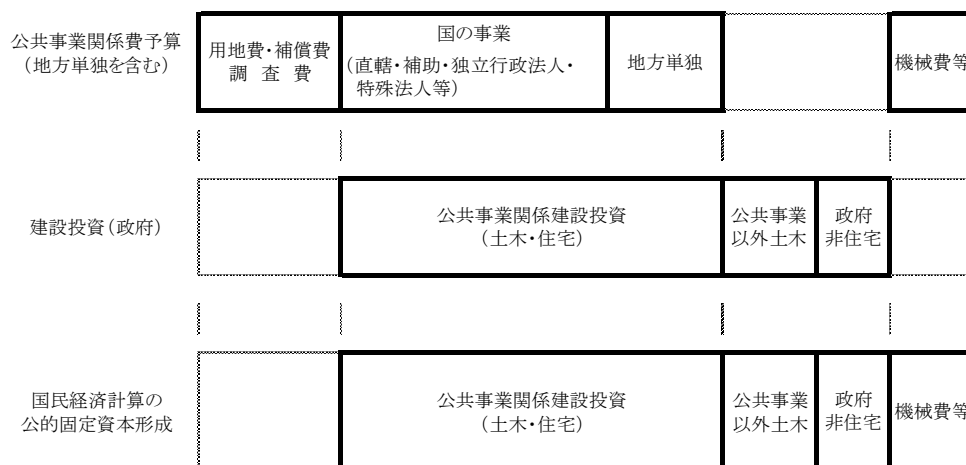 公共事業関係費予算
(地方単独を含む)
用地費・補償費
調査費
国の事業
(直轄・補助・独立行政法人・
特殊法人等)
地方単独
機械費等
建設投資(政府)
公共事業関係建設投資
(土木・住宅)
公共事業
以外土木
政府
非住宅
国民経済計算の
公的固定資本形成
公共事業関係建設投資
(土木・住宅)
公共事業
以外土木
政府
非住宅
機械費等